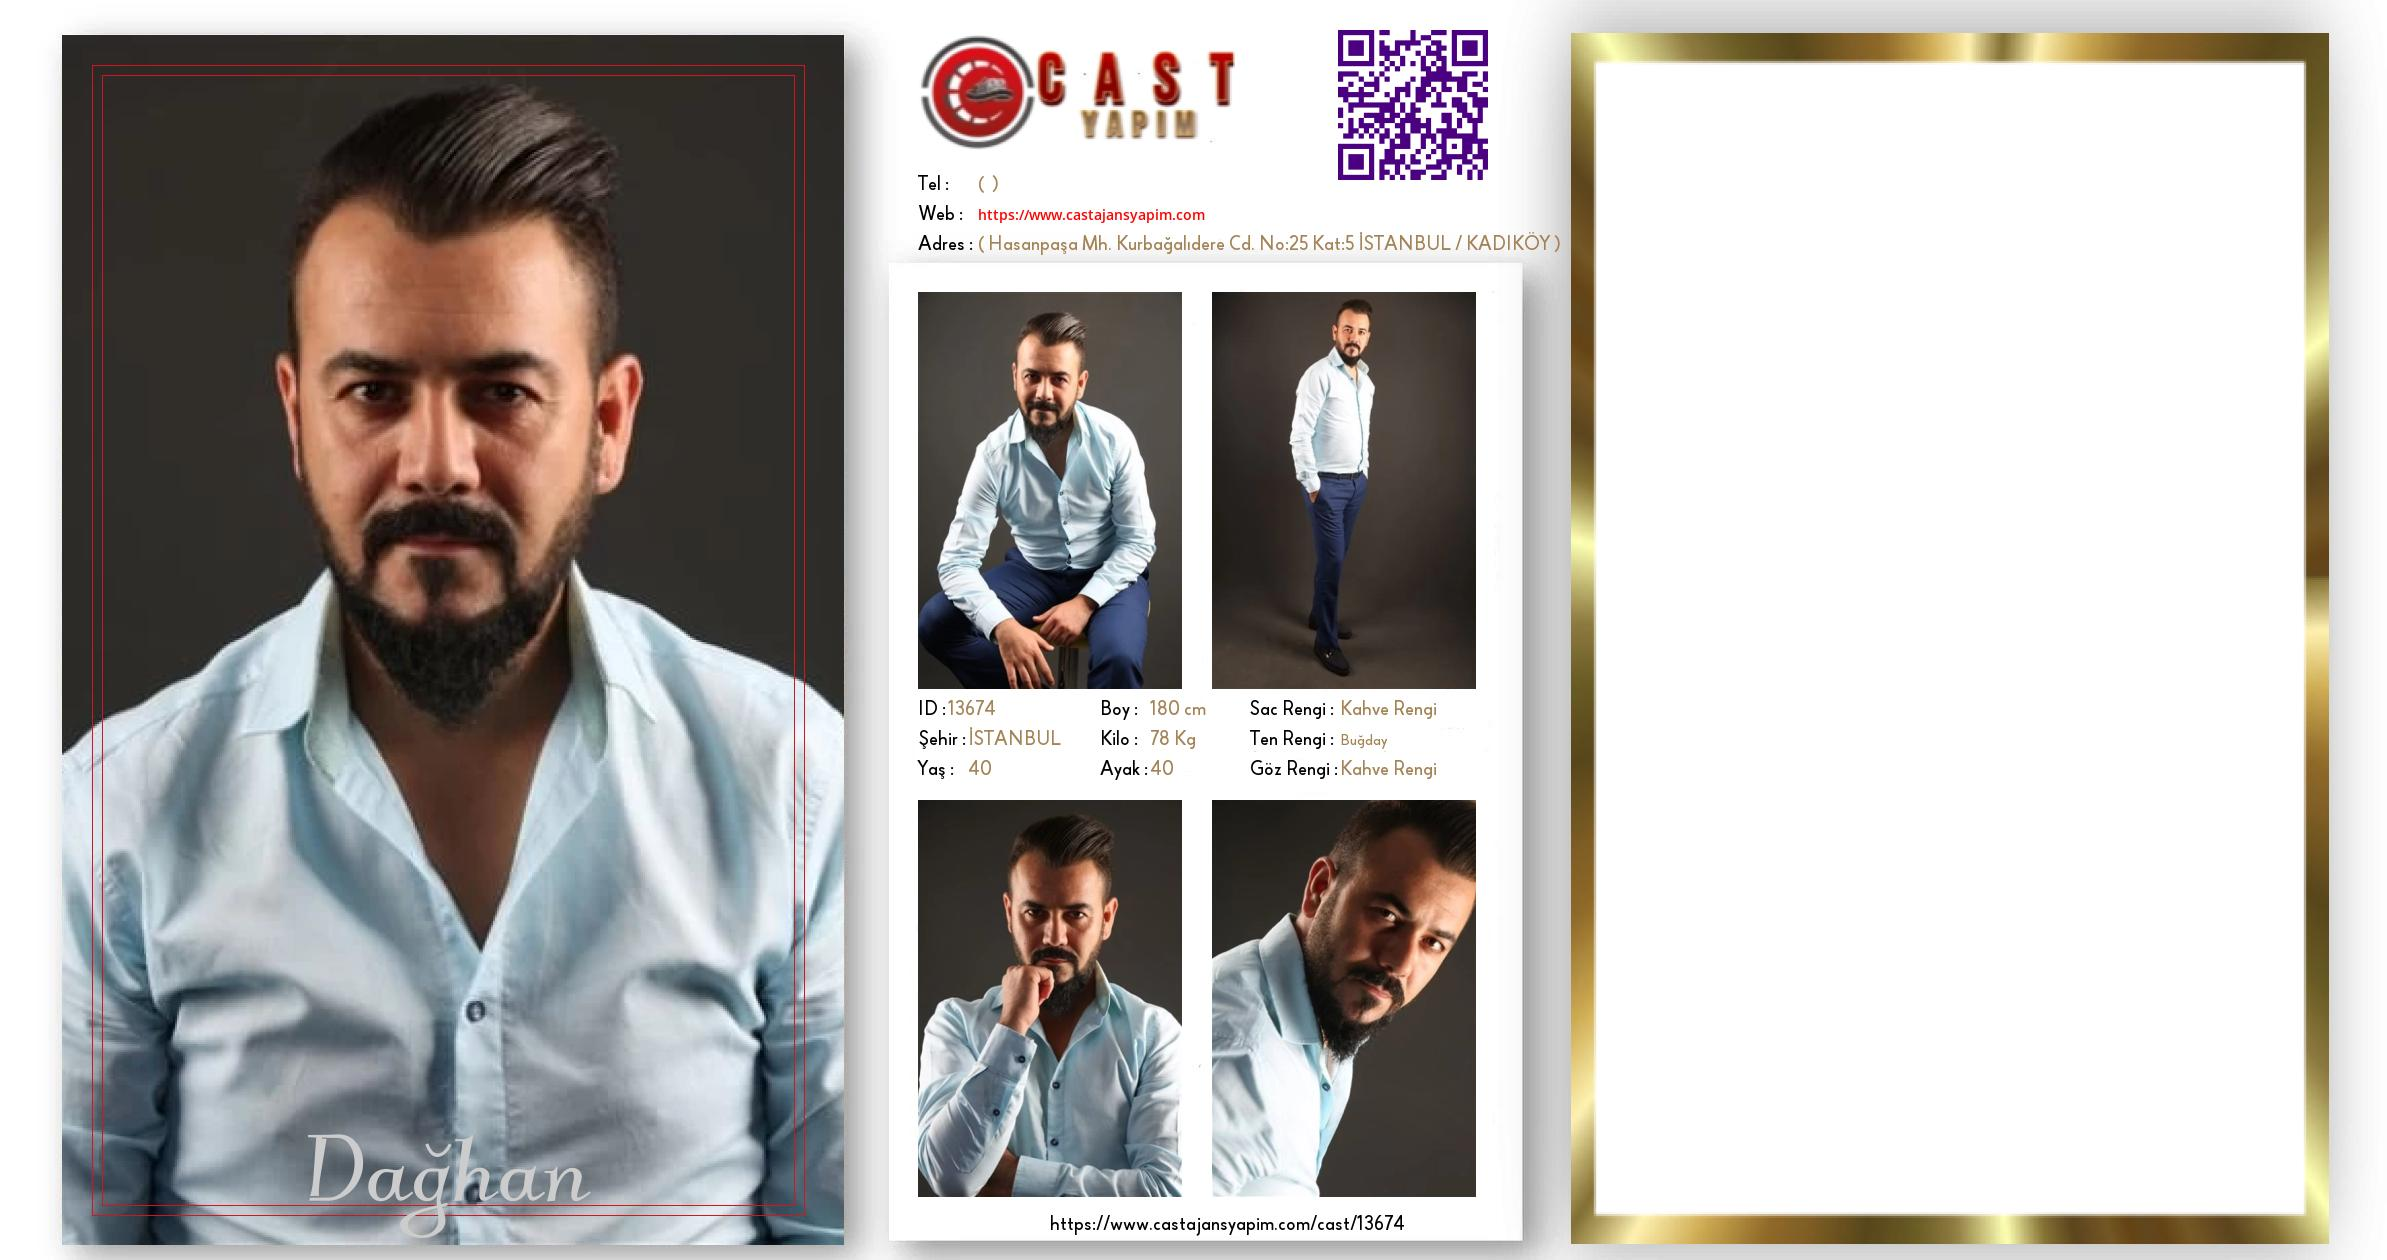 Dağhan
CAST
YAPIM
Tel : ( )
Web : https://www.castajansyapim.com
Adres : ( Hasanpaşa Mh. Kurbağalıdere Cd. No:25 Kat:5 İSTANBUL / KADIKÖY )
ID : 13674 Boy : 180 cm Sac Rengi : Kahve Rengi
Şehir : İSTANBUL Kilo : 78 Kg Ten Rengi : Buğday
Yaş : 40 Ayak : 40 Göz Rengi : Kahve Rengi
https://www.castajansyapim.com/cast/13674